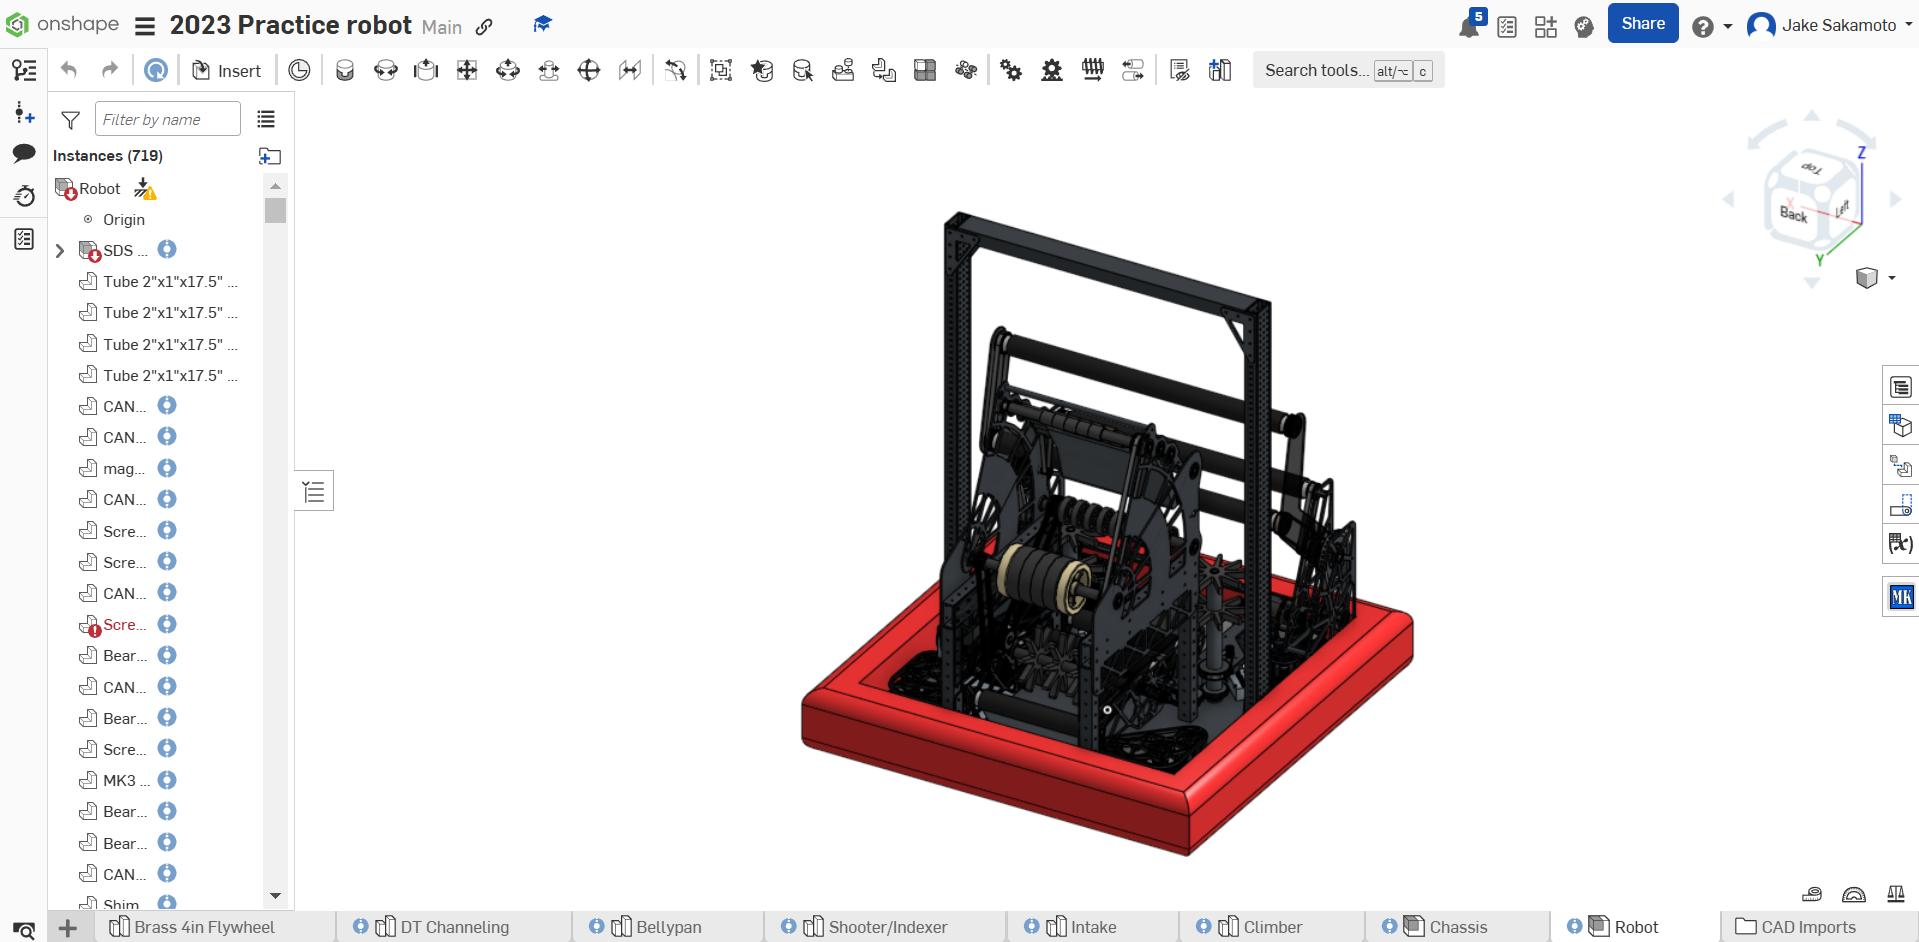 onshape
2023 Practice robot Main
5
Share
Jake Sakamoto
Insert
Search tools... alt/⌥ c
Filter by name
Instances (719)
Robot
Origin
SDS ...
Tube 2"x1"x17.5" ...
Tube 2"x1"x17.5" ...
Tube 2"x1"x17.5" ...
Tube 2"x1"x17.5" ...
CAN...
CAN...
mag...
CAN...
Scre...
Scre...
CAN...
Scre...
Bear...
CAN...
Bear...
Scre...
MK3 ...
Bear...
Bear...
CAN...
Shim
Z
Top
X
Back
Left
Y
(x)
MK
Brass 4in Flywheel
DT Channeling
Bellypan
Shooter/Indexer
Intake
Climber
Chassis
Robot
CAD Imports